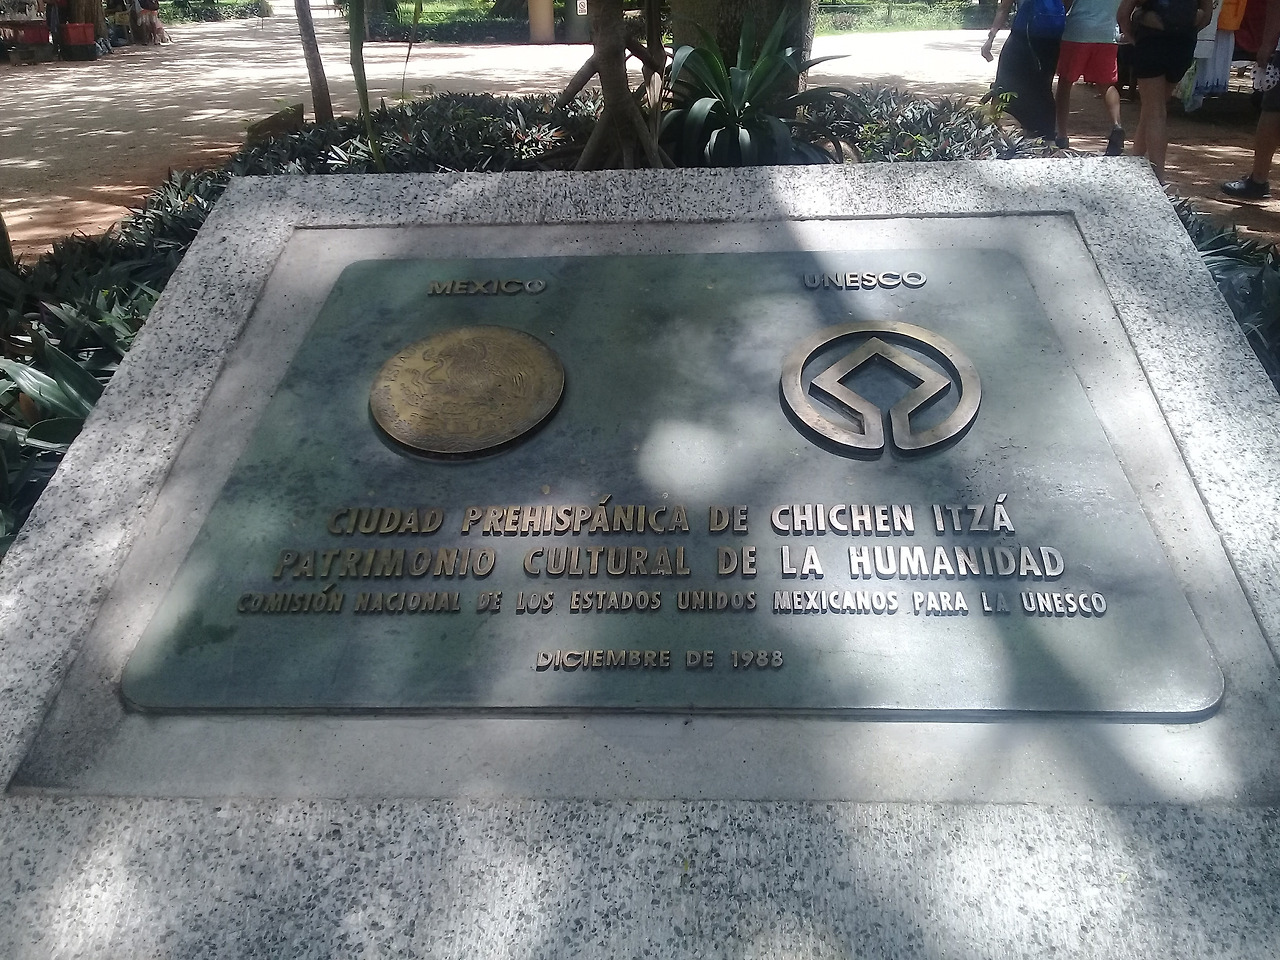 MEXICO
UNESCO
CIUDAD PREHISPÁNICA DE CHICHEN ITZÁ
PATRIMONIO CULTURAL DE LA HUMANIDAD
COMISIÓN NACIONAL DE LOS ESTADOS UNIDOS MEXICANOS PARA LA UNESCO
DICIEMBRE DE 1988